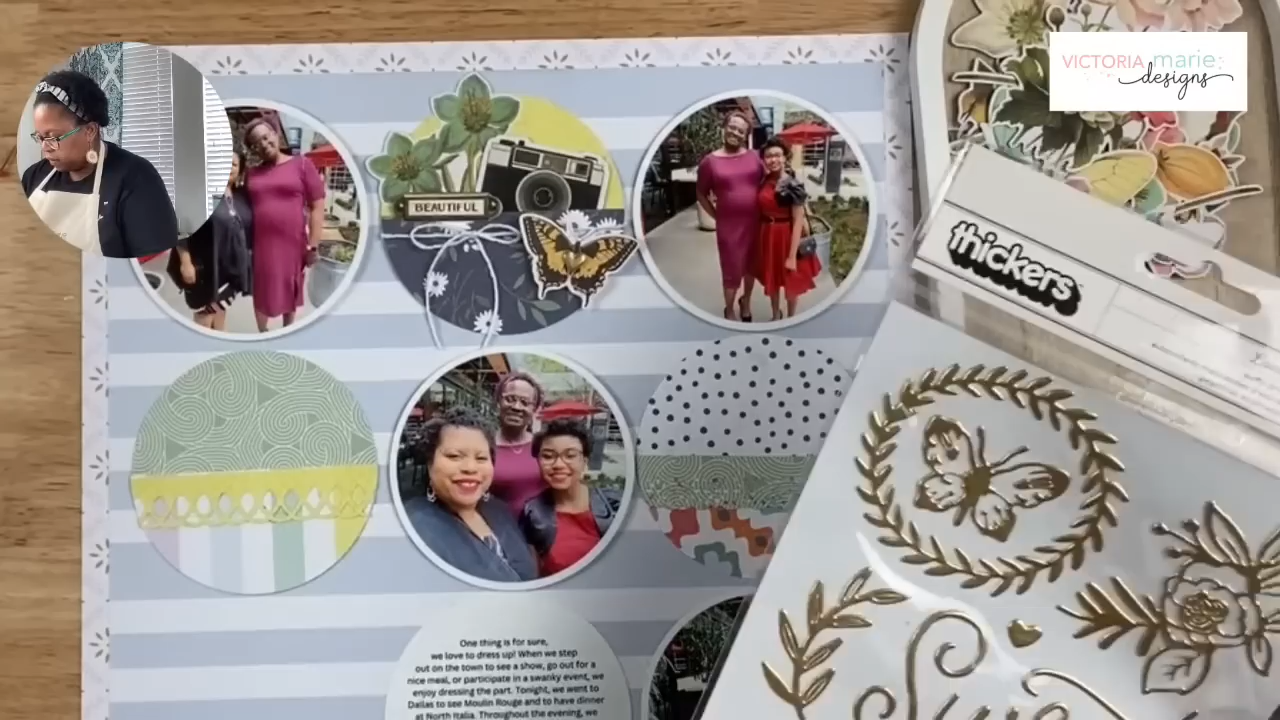 VICTORIA marie:
designs
BEAUTIFUL
thickers
One thing is for sure,
we love to dress up! When we step
out on the town to see a show, go out for a
nice meal, or participate in a swanky event, we
enjoy dressing the part. Tonight, we went to
Dallas to see Moulin Rouge and to have dinner
at North Italia. Throughout the evening, we